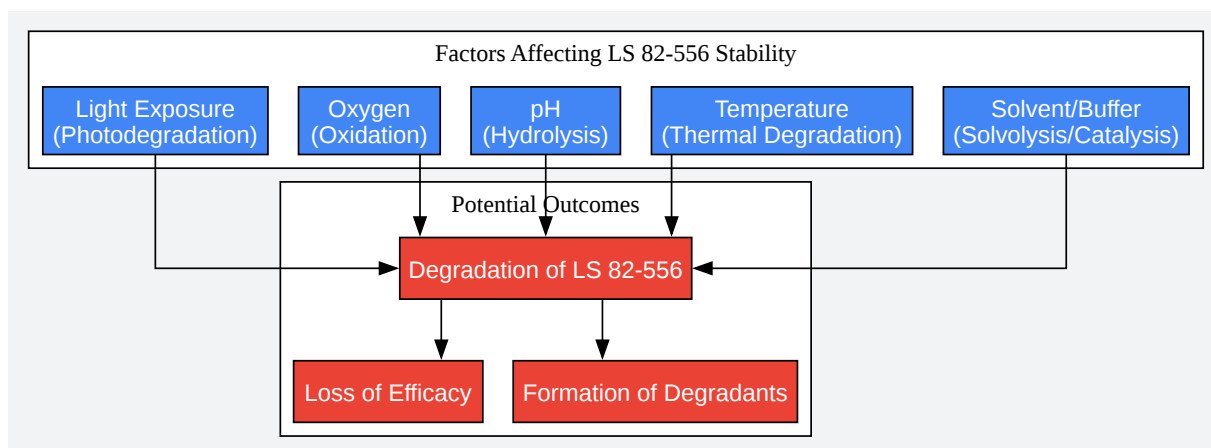 Factors Affecting LS 82-556 Stability
Light Exposure
(Photodegradation)
Oxygen
(Oxidation)
pH
(Hydrolysis)
Temperature
(Thermal Degradation)
Solvent/Buffer
(Solvolysis/Catalysis)
Potential Outcomes
Degradation of LS 82-556
Loss of Efficacy
Formation of Degradants